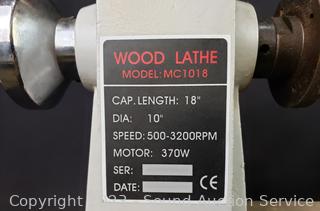 WOOD LATHE
MODEL: MC1018
CAP. LENGTH: 18"
DIA: 10"
SPEED: 500-3200RPM
MOTOR: 370W
SER:
DATE: CE
Sound Auction Service